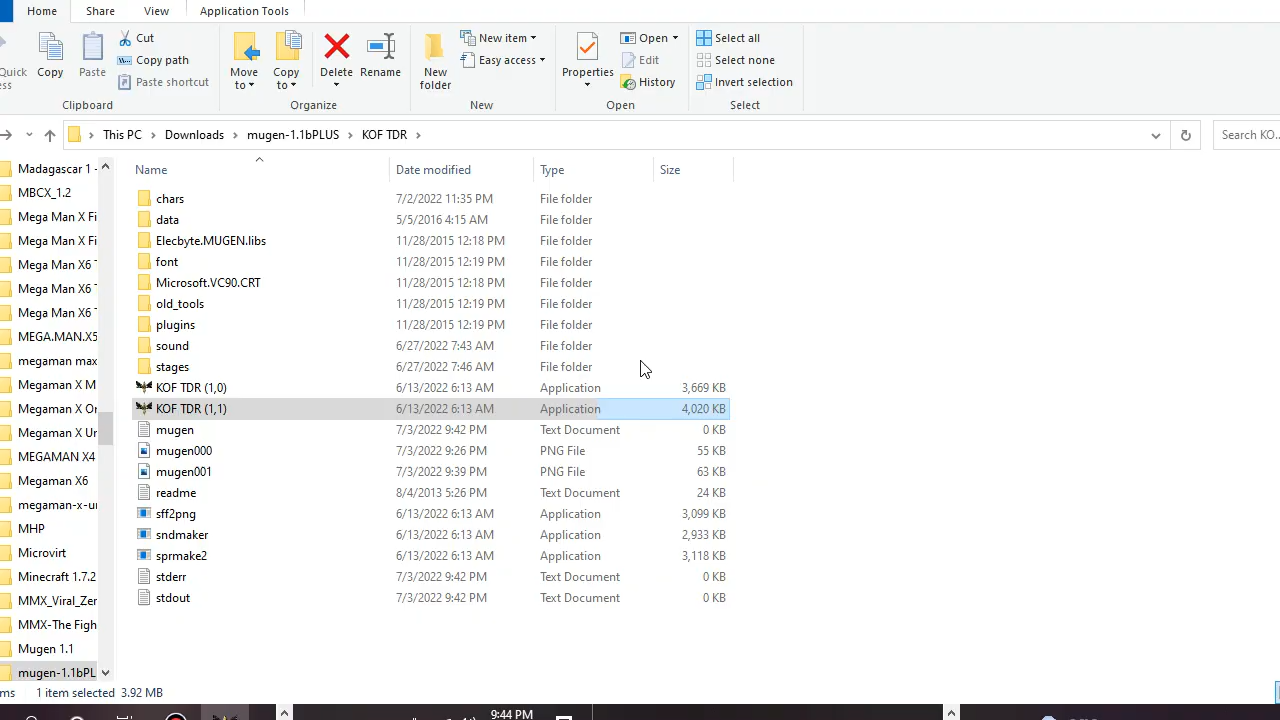 Home Share View Application Tools
Quick
ess
Copy
Paste
Cut
Copy path
Paste shortcut
Clipboard
Move to
Copy to
Delete
Rename
Organize
New folder
New item
Easy access
New
Properties
Open
Edit
History
Open
Select all
Select none
Invert selection
Select
This PC > Downloads > mugen-1.1bPLUS > KOF TDR >
Search KO...
Madagascar 1 -
MBCX_1.2
Mega Man X Fi
Mega Man X Fi
Mega Man X6 T
Mega Man X6 T
Mega Man X6 T
MEGA.MAN.X5
megaman max
Megaman X M
Megaman X Or
Megaman X Ur
MEGAMAN X4
Megaman X6
megaman-x-ur
MHP
Microvirt
Minecraft 1.7.2
MMX_Viral_Zer
MMX-The Figh
Mugen 1.1
mugen-1.1bPL
Name Date modified Type Size
chars 7/2/2022 11:35 PM File folder
data 5/5/2016 4:15 AM File folder
Elecbyte.MUGEN.libs 11/28/2015 12:18 PM File folder
font 11/28/2015 12:19 PM File folder
Microsoft.VC90.CRT 11/28/2015 12:18 PM File folder
old_tools 11/28/2015 12:19 PM File folder
plugins 11/28/2015 12:19 PM File folder
sound 6/27/2022 7:43 AM File folder
stages 6/27/2022 7:46 AM File folder
KOF TDR (1,0) 6/13/2022 6:13 AM Application 3,669 KB
KOF TDR (1,1) 6/13/2022 6:13 AM Application 4,020 KB
mugen 7/3/2022 9:42 PM Text Document 0 KB
mugen000 7/3/2022 9:26 PM PNG File 55 KB
mugen001 7/3/2022 9:39 PM PNG File 63 KB
readme 8/4/2013 5:26 PM Text Document 24 KB
sff2png 6/13/2022 6:13 AM Application 3,099 KB
sndmaker 6/13/2022 6:13 AM Application 2,933 KB
sprmake2 6/13/2022 6:13 AM Application 3,118 KB
stderr 7/3/2022 9:42 PM Text Document 0 KB
stdout 7/3/2022 9:42 PM Text Document 0 KB
ms 1 item selected 3.92 MB
9:44 PM